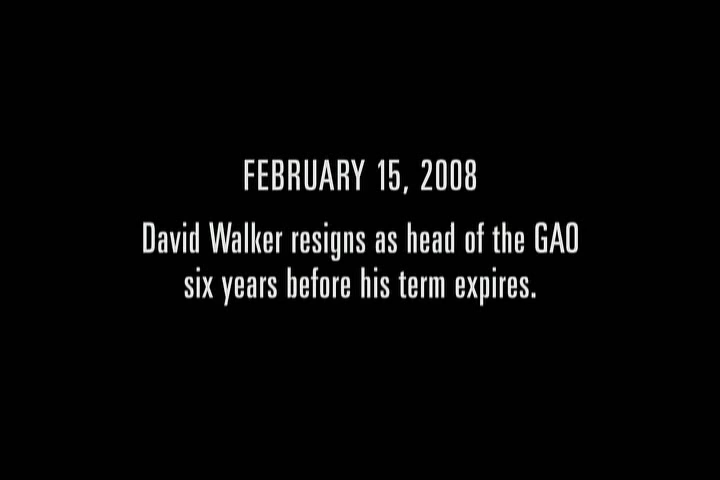 FEBRUARY 15, 2008
David Walker resigns as head of the GAO
six years before his term expires.